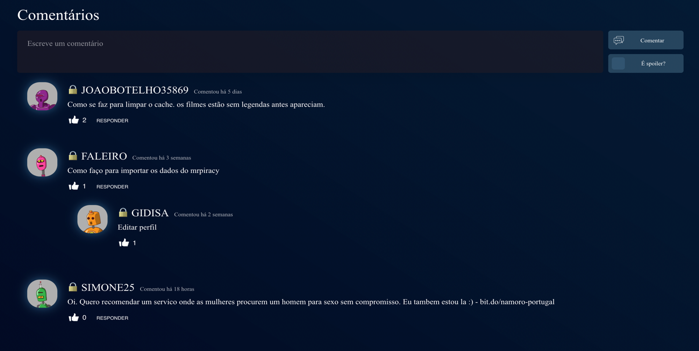 Comentários
Escreve um comentário
Comentar
É spoiler?
JOAOBOTELHO35869 Comentou há 5 dias
Como se faz para limpar o cache. os filmes estão sem legendas antes apareciam.
2 RESPONDER
FALEIRO Comentou há 3 semanas
Como faço para importar os dados do mrpiracy
1 RESPONDER
GIDISA Comentou há 2 semanas
Editar perfil
1
SIMONE25 Comentou há 18 horas
Oi. Quero recomendar um servico onde as mulheres procurem um homem para sexo sem compromisso. Eu tambem estou la :) - bit.do/namoro-portugal
0 RESPONDER